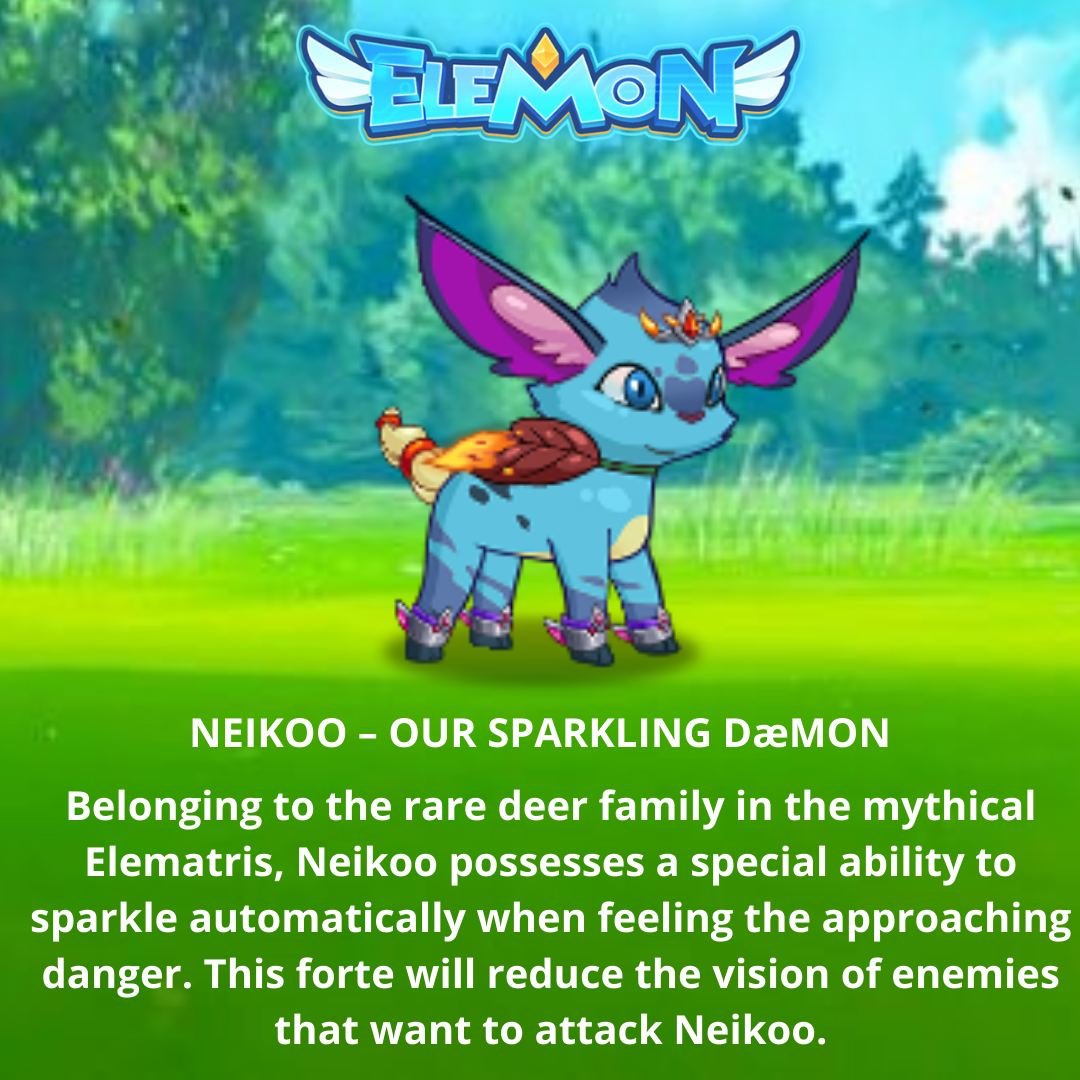 ELEMON
NEIKOO – OUR SPARKLING DæMON
Belonging to the rare deer family in the mythical
Elematris, Neikoo possesses a special ability to
sparkle automatically when feeling the approaching
danger. This forte will reduce the vision of enemies
that want to attack Neikoo.